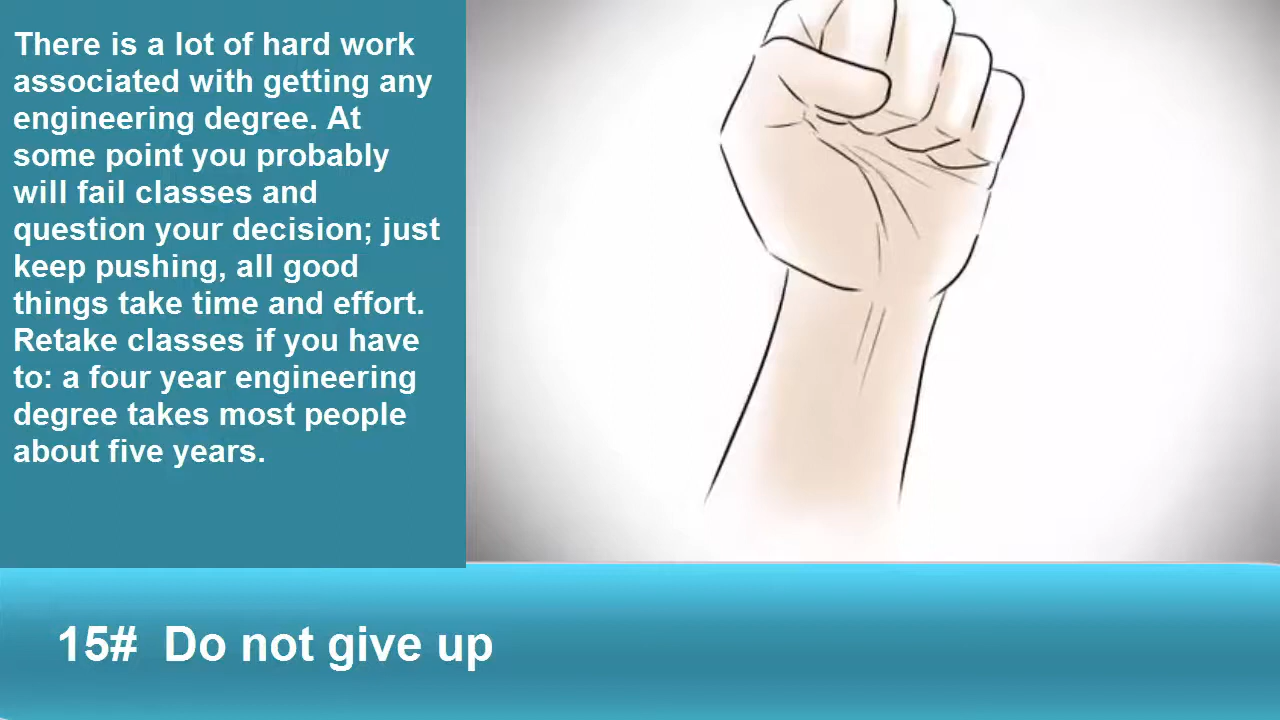 There is a lot of hard work
associated with getting any
engineering degree. At
some point you probably
will fail classes and
question your decision; just
keep pushing, all good
things take time and effort.
Retake classes if you have
to: a four year engineering
degree takes most people
about five years.
15# Do not give up